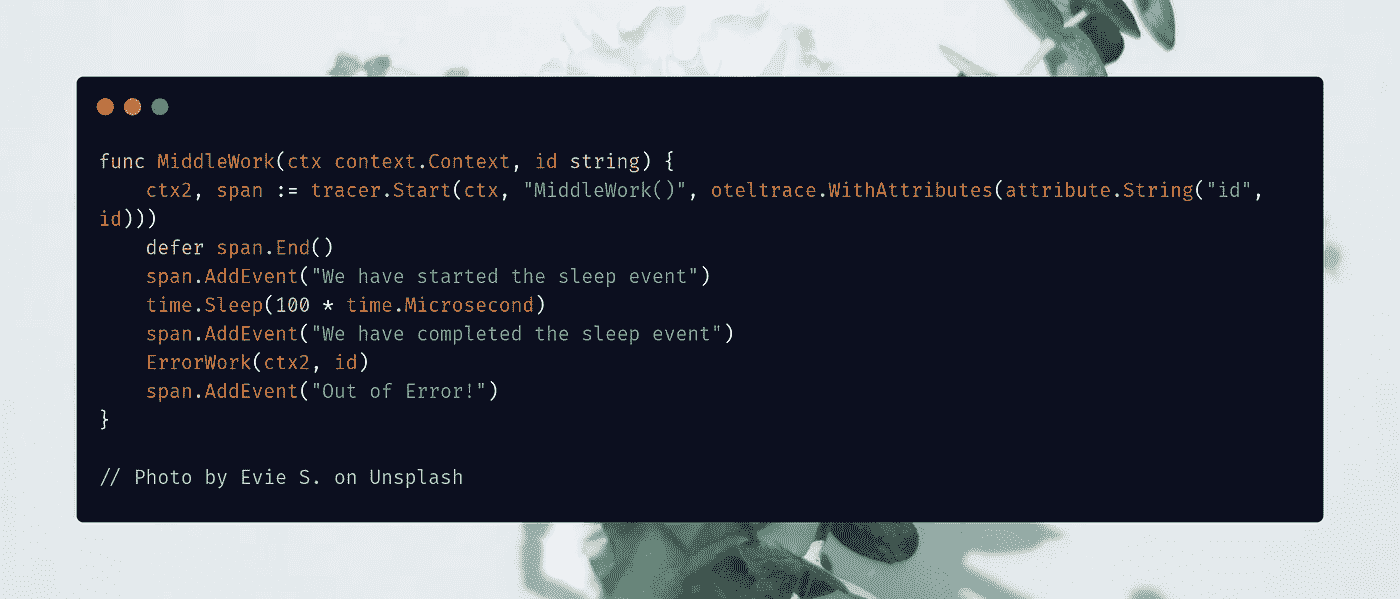 func MiddleWork(ctx context.Context, id string) {
    ctx2, span := tracer.Start(ctx, "MiddleWork()", oteltrace.WithAttributes(attribute.String("id",
id)))
    defer span.End()
    span.AddEvent("We have started the sleep event")
    time.Sleep(100 * time.Microsecond)
    span.AddEvent("We have completed the sleep event")
    ErrorWork(ctx2, id)
    span.AddEvent("Out of Error!")
}
// Photo by Evie S. on Unsplash